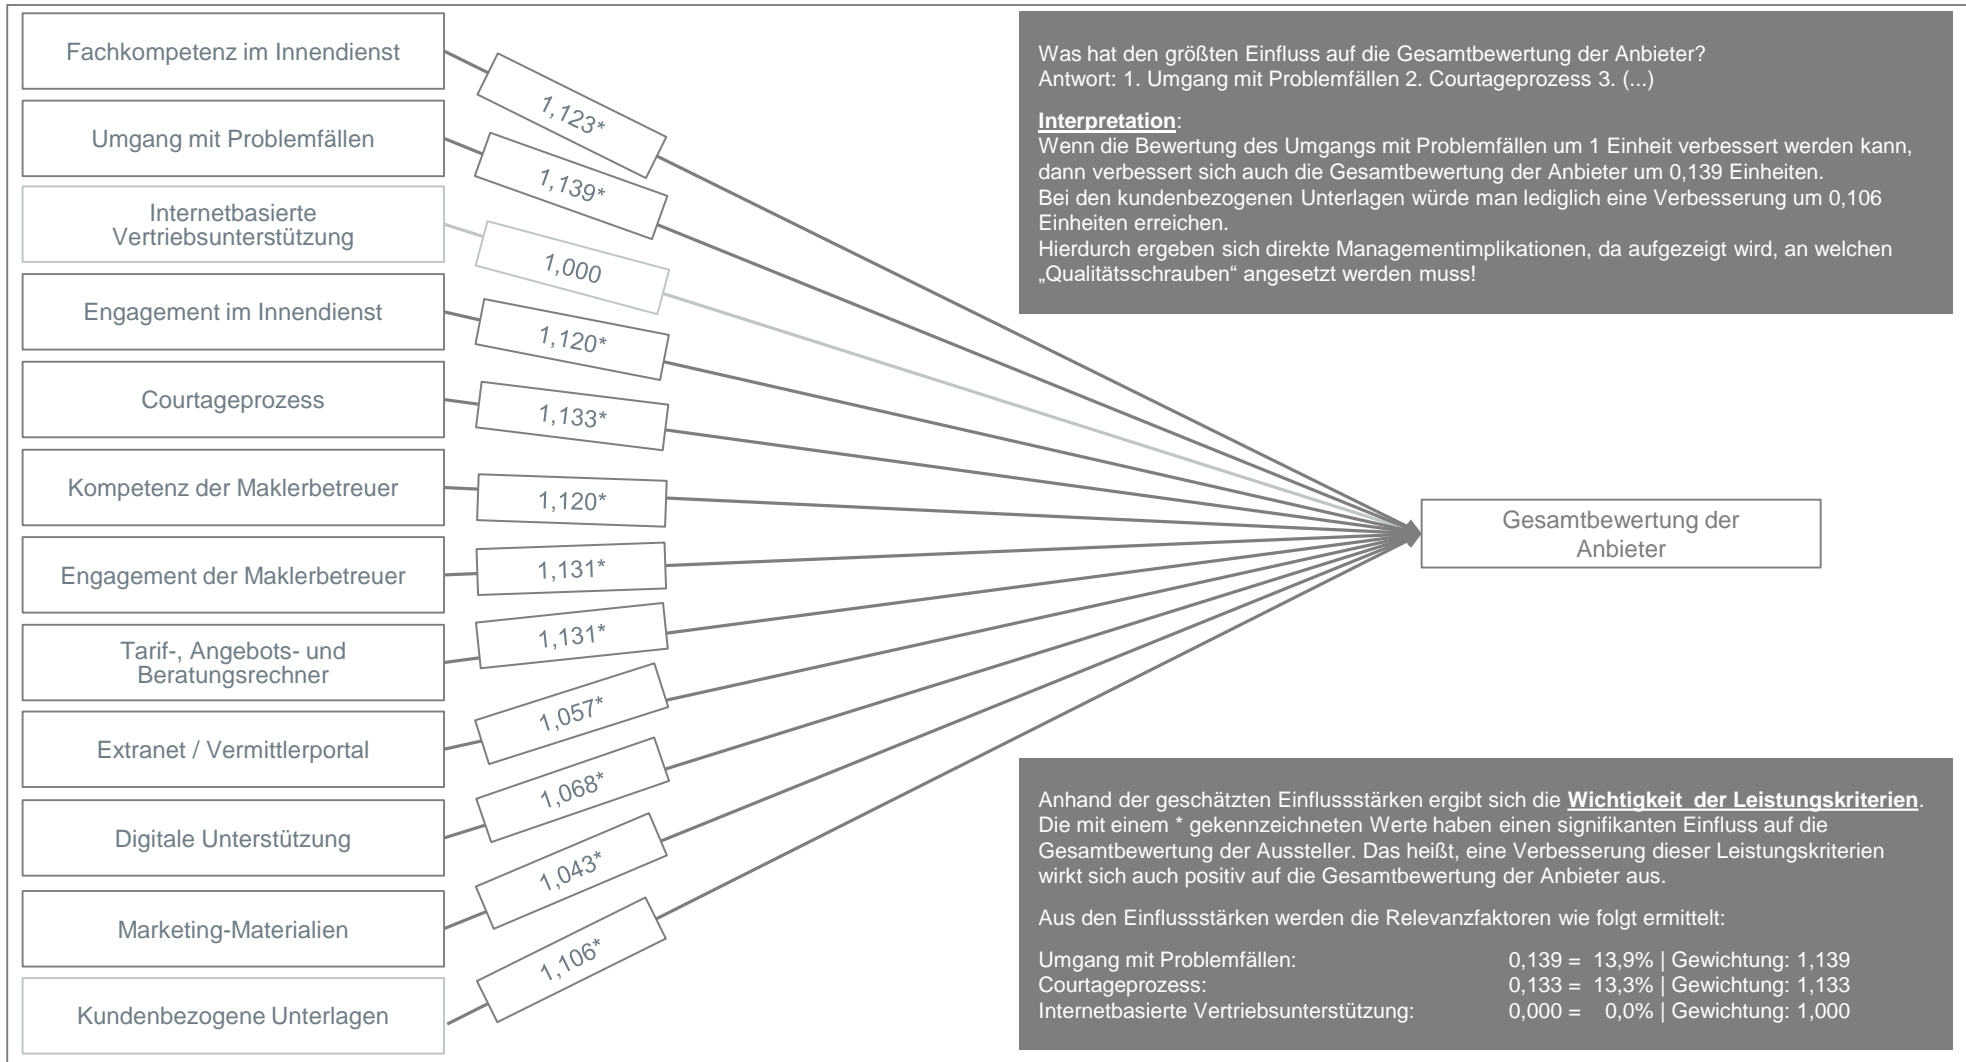 Fachkompetenz im Innendienst
1,123*
Umgang mit Problemfällen
1,139*
Internetbasierte
Vertriebsunterstützung
1,000
Engagement im Innendienst
1,120*
Courtageprozess
1,133*
Kompetenz der Maklerbetreuer
1,120*
Engagement der Maklerbetreuer
1,131*
Tarif-, Angebots- und
Beratungsrechner
1,131*
Extranet / Vermittlerportal
1,057*
Digitale Unterstützung
1,068*
Marketing-Materialien
1,043*
Kundenbezogene Unterlagen
1,106*
Gesamtbewertung der
Anbieter
Was hat den größten Einfluss auf die Gesamtbewertung der Anbieter?
Antwort: 1. Umgang mit Problemfällen 2. Courtageprozess 3. (...)
Interpretation:
Wenn die Bewertung des Umgangs mit Problemfällen um 1 Einheit verbessert werden kann,
dann verbessert sich auch die Gesamtbewertung der Anbieter um 0,139 Einheiten.
Bei den kundenbezogenen Unterlagen würde man lediglich eine Verbesserung um 0,106
Einheiten erreichen.
Hierdurch ergeben sich direkte Managementimplikationen, da aufgezeigt wird, an welchen
„Qualitätsschrauben“ angesetzt werden muss!
Anhand der geschätzten Einflussstärken ergibt sich die Wichtigkeit der Leistungskriterien.
Die mit einem * gekennzeichneten Werte haben einen signifikanten Einfluss auf die
Gesamtbewertung der Aussteller. Das heißt, eine Verbesserung dieser Leistungskriterien
wirkt sich auch positiv auf die Gesamtbewertung der Anbieter aus.
Aus den Einflussstärken werden die Relevanzfaktoren wie folgt ermittelt:
Umgang mit Problemfällen: 0,139 = 13,9% | Gewichtung: 1,139
Courtageprozess: 0,133 = 13,3% | Gewichtung: 1,133
Internetbasierte Vertriebsunterstützung: 0,000 = 0,0% | Gewichtung: 1,000